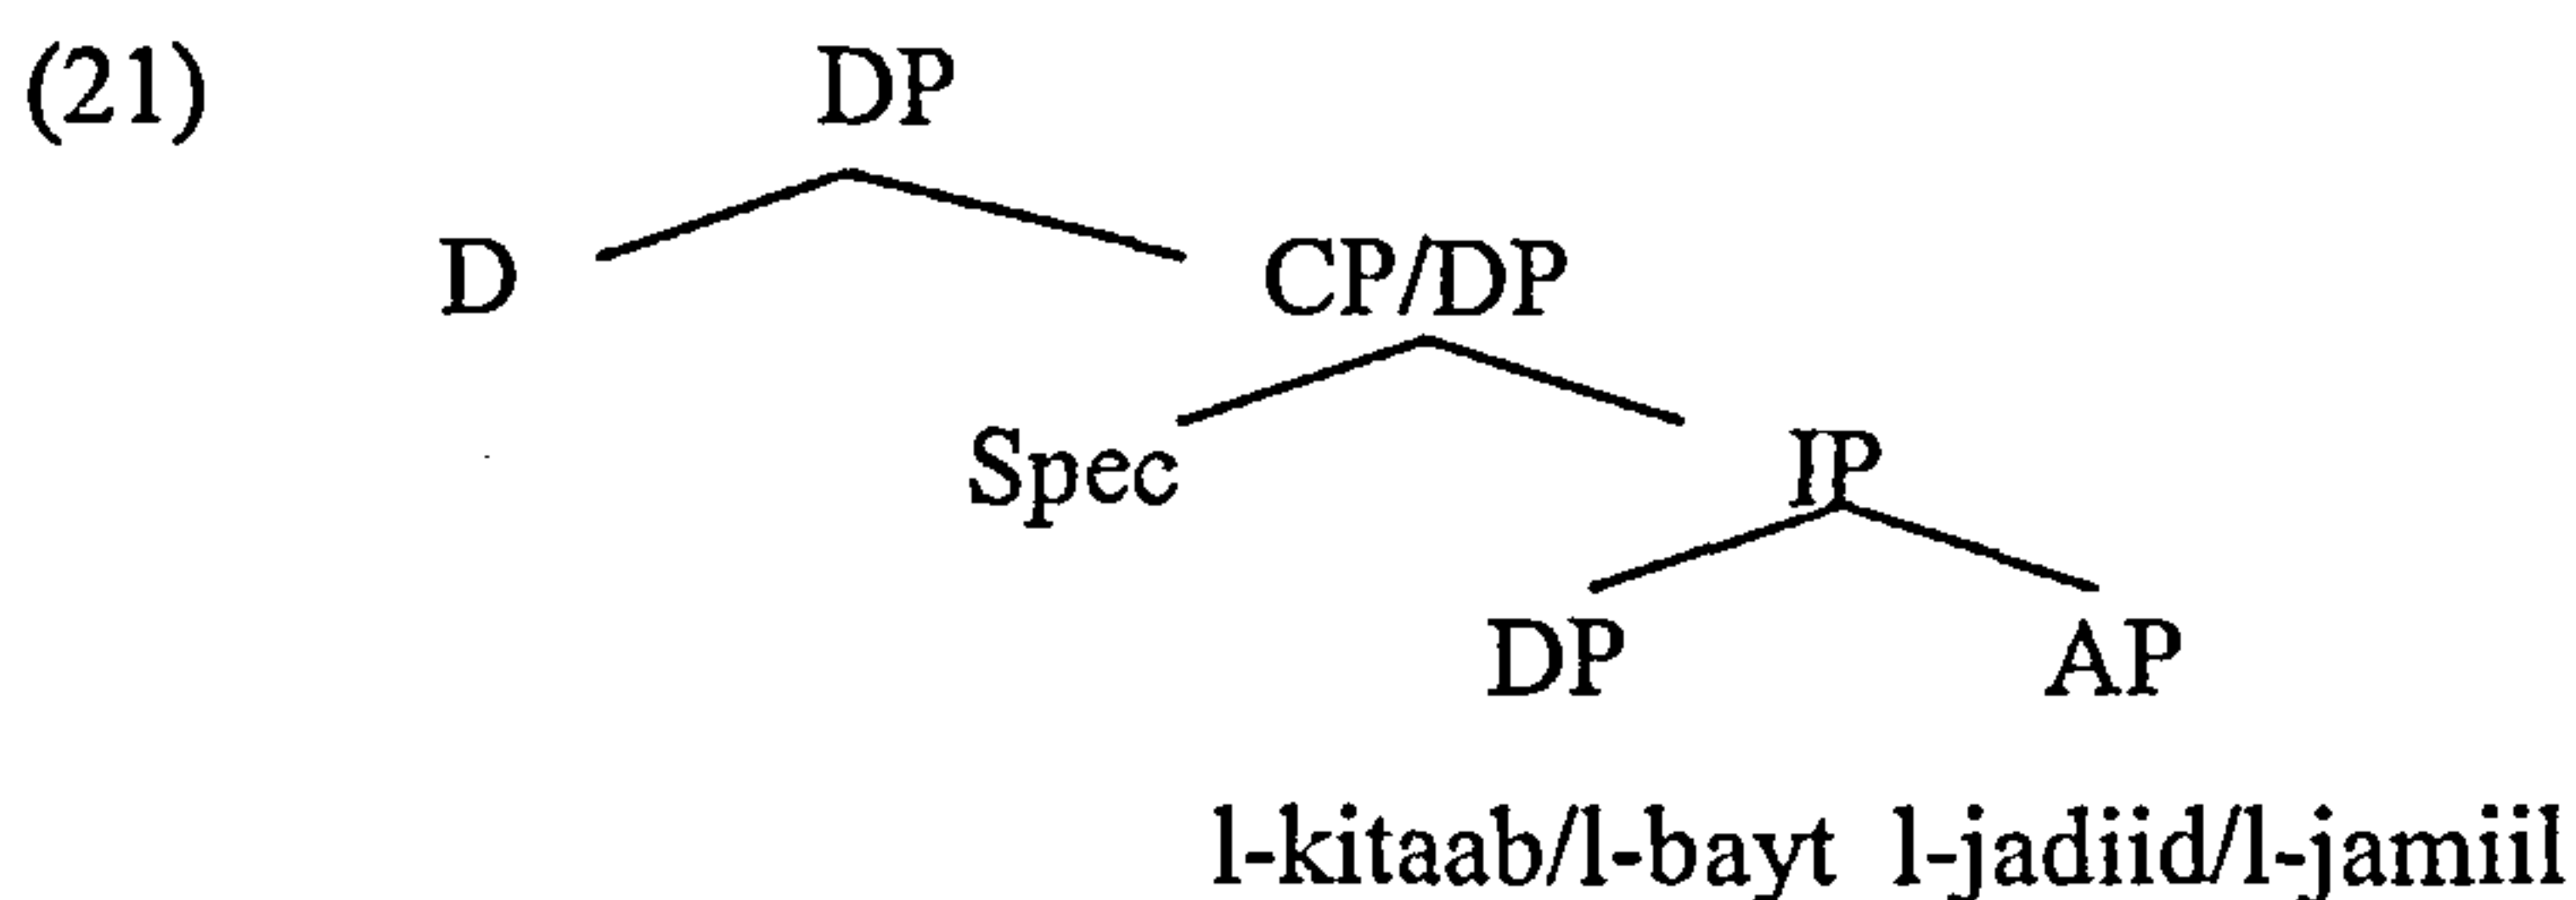 (21) DP
D CP/DP
Spec IP
DP AP
l-kitaab/l-bayt l-jadiid/l-jamiil